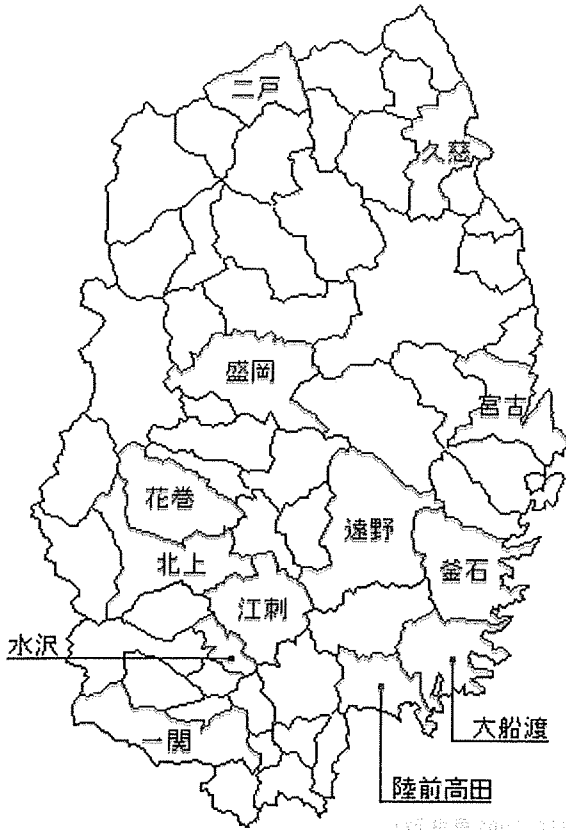 二戸
久慈
盛岡
宮古
花巻
遠野
北上
釜石
江刺
水沢
大船渡
一関
陸前高田